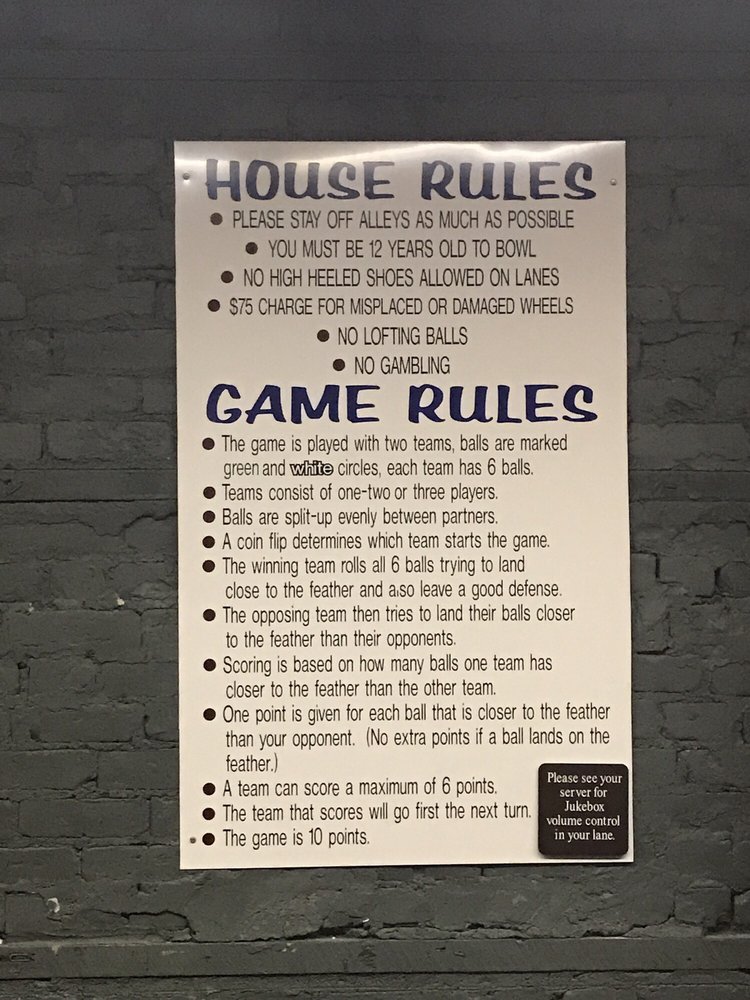 HOUSE RULES
● PLEASE STAY OFF ALLEYS AS MUCH AS POSSIBLE
● YOU MUST BE 12 YEARS OLD TO BOWL
● NO HIGH HEELED SHOES ALLOWED ON LANES
● $75 CHARGE FOR MISPLACED OR DAMAGED WHEELS
● NO LOFTING BALLS
● NO GAMBLING
GAME RULES
● The game is played with two teams, balls are marked
green and white circles, each team has 6 balls.
● Teams consist of one-two or three players.
● Balls are split-up evenly between partners.
● A coin flip determines which team starts the game.
● The winning team rolls all 6 balls trying to land
close to the feather and also leave a good defense.
● The opposing team then tries to land their balls closer
to the feather than their opponents.
● Scoring is based on how many balls one team has
closer to the feather than the other team.
● One point is given for each ball that is closer to the feather
than your opponent. (No extra points if a ball lands on the
feather.)
● A team can score a maximum of 6 points.
● The team that scores will go first the next turn.
● The game is 10 points.
Please see your
server for
Jukebox
volume control
in your lane.